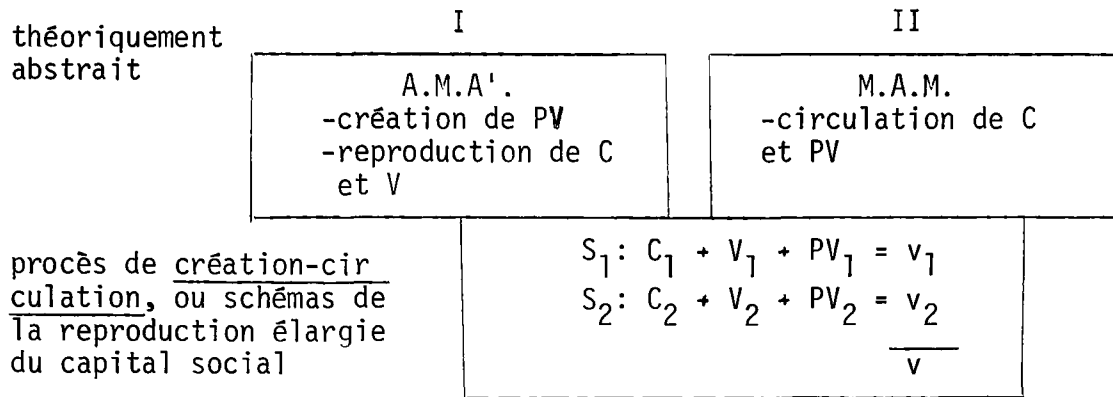 I II
théoriquement
abstrait
A.M.A'.
-création de PV
-reproduction de C
et V
M.A.M.
-circulation de C
et PV
procès de création-cir
culation, ou schémas de
la reproduction élargie
du capital social
S1: C1 + V1 + PV1 = v1
S2: C2 + V2 + PV2 = v2
v